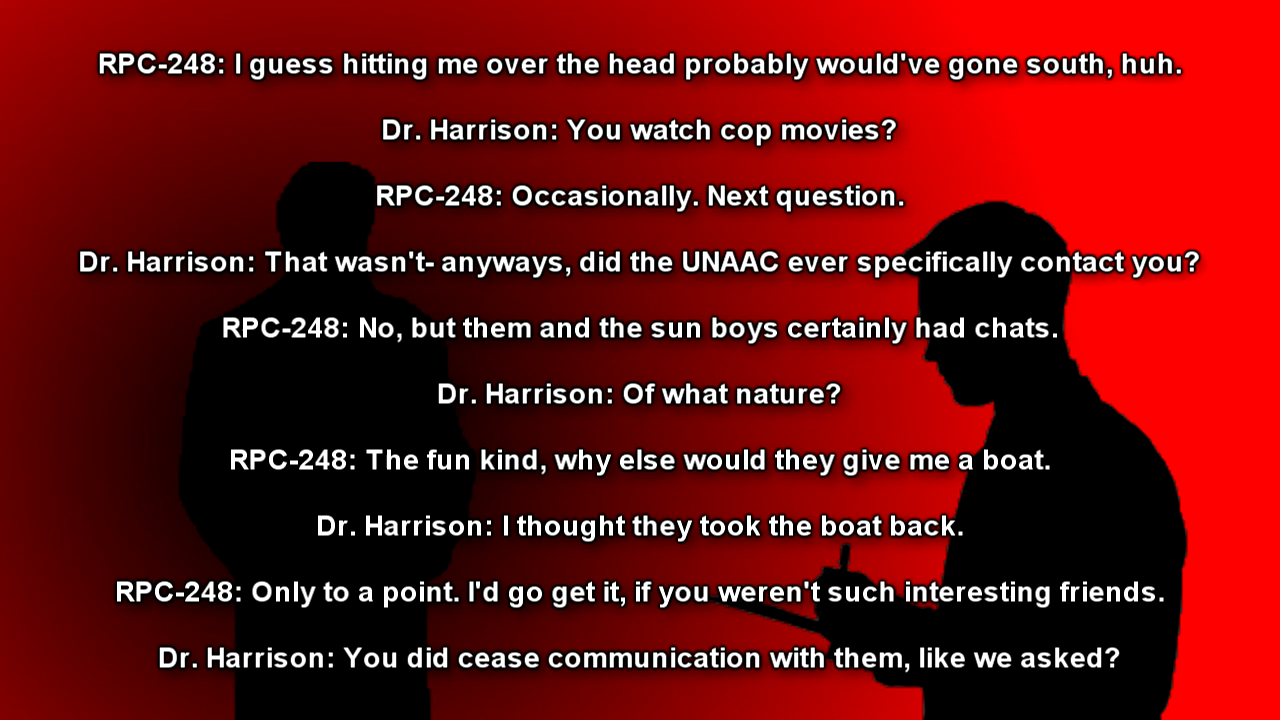 RPC-248: I guess hitting me over the head probably would've gone south, huh.
Dr. Harrison: You watch cop movies?
RPC-248: Occasionally. Next question.
Dr. Harrison: That wasn't- anyways, did the UNAAC ever specifically contact you?
RPC-248: No, but them and the sun boys certainly had chats.
Dr. Harrison: Of what nature?
RPC-248: The fun kind, why else would they give me a boat.
Dr. Harrison: I thought they took the boat back.
RPC-248: Only to a point. I'd go get it, if you weren't such interesting friends.
Dr. Harrison: You did cease communication with them, like we asked?